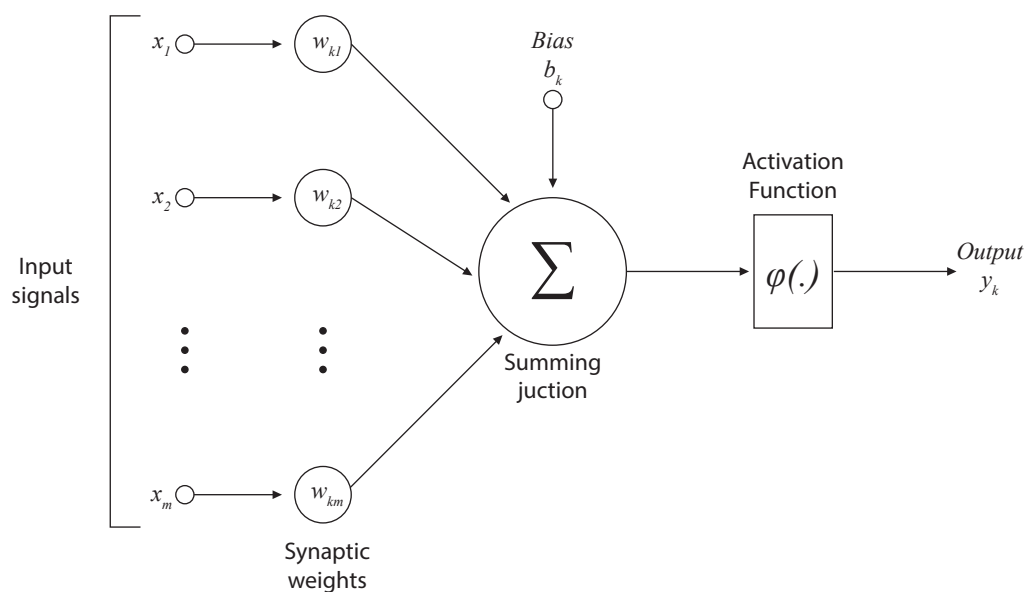 x1
wk1
Bias
bk
Activation
Function
x2
wk2
Input
signals
Σ
φ(.)
Output
yk
Summing
juction
xm
wkm
Synaptic
weights